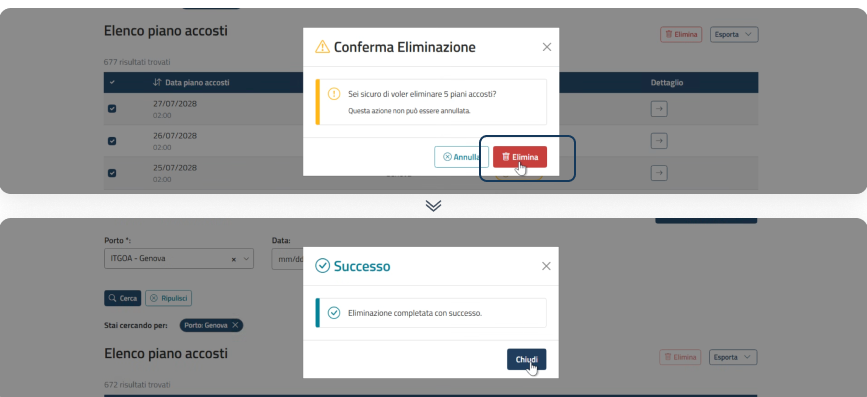 Elenco piano accosti
Elimina
Esporta
677 risultati trovati
Data piano accosti
Dettaglio
27/07/2028
02:00
26/07/2028
02:00
25/07/2028
02:00
Conferma Eliminazione
Sei sicuro di voler eliminare 5 piani accosti?
Questa azione non può essere annullata.
Annulla
Elimina
Porto *:
Data:
ITGOA - Genova
mm/dd
Cerca
Ripulisci
Stai cercando per:
Porto: Genova
Successo
Eliminazione completata con successo.
Chiudi
Elenco piano accosti
Elimina
Esporta
672 risultati trovati